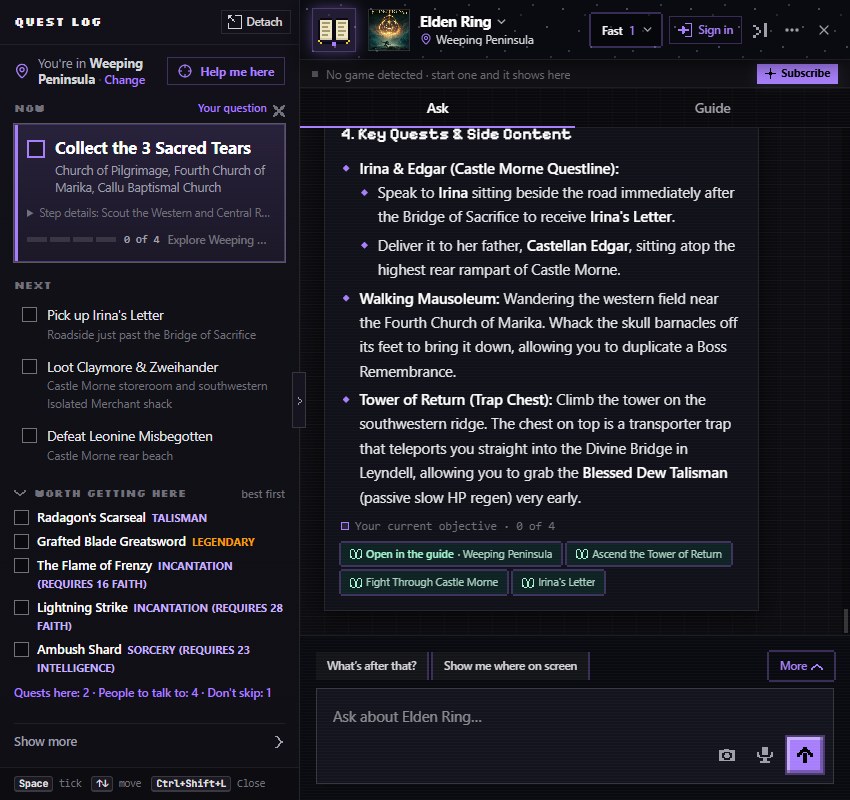 QUEST LOG
Detach
You're in Weeping
Peninsula · Change
Help me here
NOW
Your question
Collect the 3 Sacred Tears
Church of Pilgrimage, Fourth Church of
Marika, Callu Baptismal Church
Step details: Scout the Western and Central R...
0 of 4 Explore Weeping ...
NEXT
Pick up Irina's Letter
Roadside just past the Bridge of Sacrifice
Loot Claymore & Zweihander
Castle Morne storeroom and southwestern
Isolated Merchant shack
Defeat Leonine Misbegotten
Castle Morne rear beach
WORTH GETTING HERE
best first
Radagon's Scarseal TALISMAN
Grafted Blade Greatsword LEGENDARY
The Flame of Frenzy INCANTATION
(REQUIRES 16 FAITH)
Lightning Strike INCANTATION (REQUIRES 28
FAITH)
Ambush Shard SORCERY (REQUIRES 23
INTELLIGENCE)
Quests here: 2 · People to talk to: 4 · Don't skip: 1
Show more
Space tick ↑↓ move Ctrl+Shift+L Close
Elden Ring
Weeping Peninsula
Fast 1
Sign in
No game detected · start one and it shows here
Subscribe
Ask
Guide
4. Key Quests & Side Content
Irina & Edgar (Castle Morne Questline):
Speak to Irina sitting beside the road immediately after
the Bridge of Sacrifice to receive Irina's Letter.
Deliver it to her father, Castellan Edgar, sitting atop the
highest rear rampart of Castle Morne.
Walking Mausoleum: Wandering the western field near
the Fourth Church of Marika. Whack the skull barnacles off
its feet to bring it down, allowing you to duplicate a Boss
Remembrance.
Tower of Return (Trap Chest): Climb the tower on the
southwestern ridge. The chest on top is a transporter trap
that teleports you straight into the Divine Bridge in
Leyndell, allowing you to grab the Blessed Dew Talisman
(passive slow HP regen) very early.
Your current objective · 0 of 4
Open in the guide · Weeping Peninsula
Ascend the Tower of Return
Fight Through Castle Morne
Irina's Letter
What's after that?
Show me where on screen
More
Ask about Elden Ring...